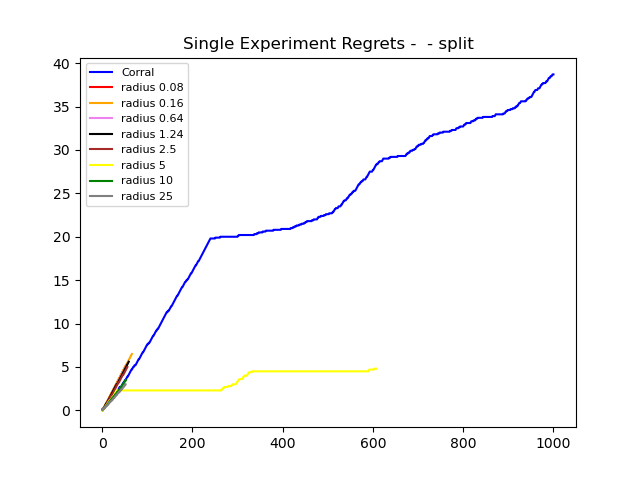 Single Experiment Regrets -  - split
Corral
radius 0.08
radius 0.16
radius 0.64
radius 1.24
radius 2.5
radius 5
radius 10
radius 25
40
35
30
25
20
15
10
5
0
0 200 400 600 800 1000